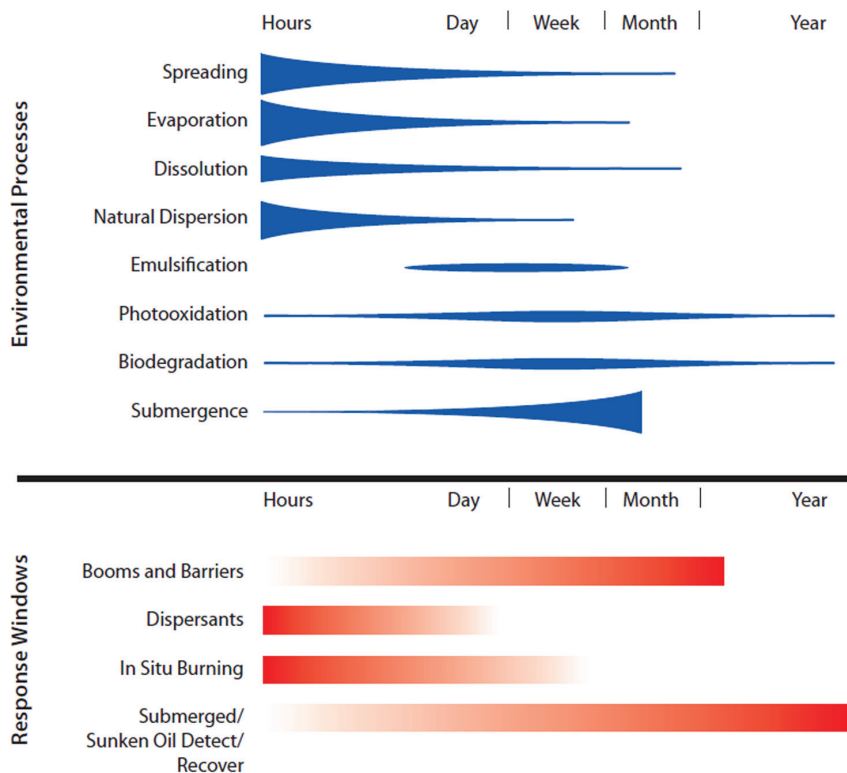 Hours Day | Week | Month | Year
Environmental Processes
Spreading
Evaporation
Dissolution
Natural Dispersion
Emulsification
Photooxidation
Biodegradation
Submergence
Hours Day | Week | Month | Year
Response Windows
Booms and Barriers
Dispersants
In Situ Burning
Submerged/
Sunken Oil Detect/
Recover